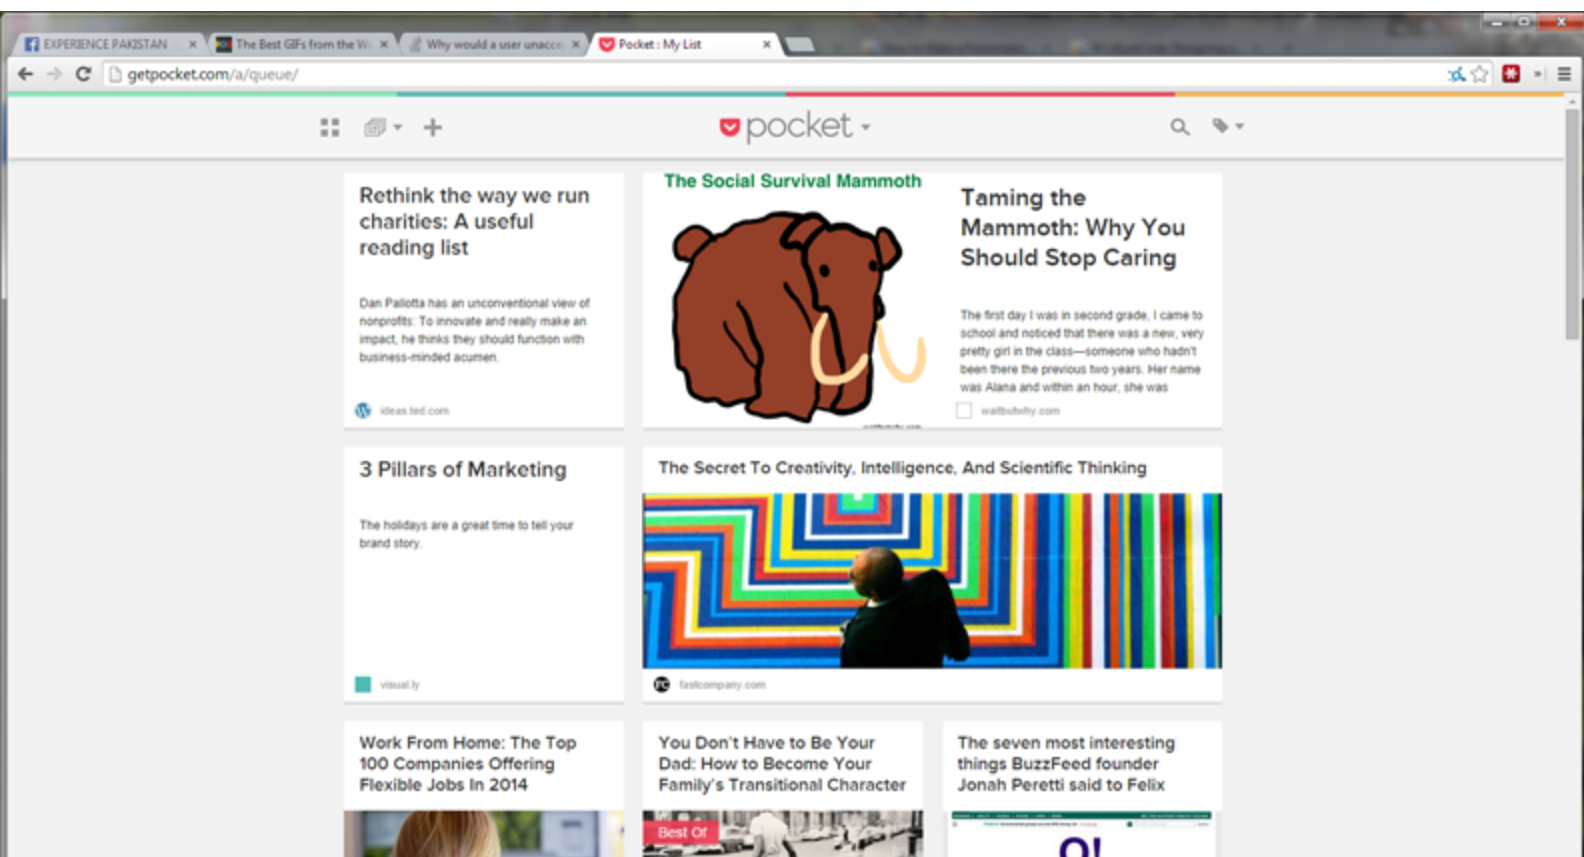 EXPERIENCE PAKISTAN
The Best GIFs from the W
Why would a user unacce
Pocket : My List
getpocket.com/a/queue/
pocket
Rethink the way we run
charities: A useful
reading list
Dan Pallotta has an unconventional view of
nonprofits: To innovate and really make an
impact, he thinks they should function with
business-minded acumen.
ideas.ted.com
The Social Survival Mammoth
Taming the
Mammoth: Why You
Should Stop Caring
The first day I was in second grade, I came to
school and noticed that there was a new, very
pretty girl in the class—someone who hadn't
been there the previous two years. Her name
was Alana and within an hour, she was
waitbutwhy.com
3 Pillars of Marketing
The holidays are a great time to tell your
brand story.
visual.ly
The Secret To Creativity, Intelligence, And Scientific Thinking
FC
fastcompany.com
Work From Home: The Top
100 Companies Offering
Flexible Jobs In 2014
You Don't Have to Be Your
Dad: How to Become Your
Family's Transitional Character
Best Of
The seven most interesting
things BuzzFeed founder
Jonah Peretti said to Felix